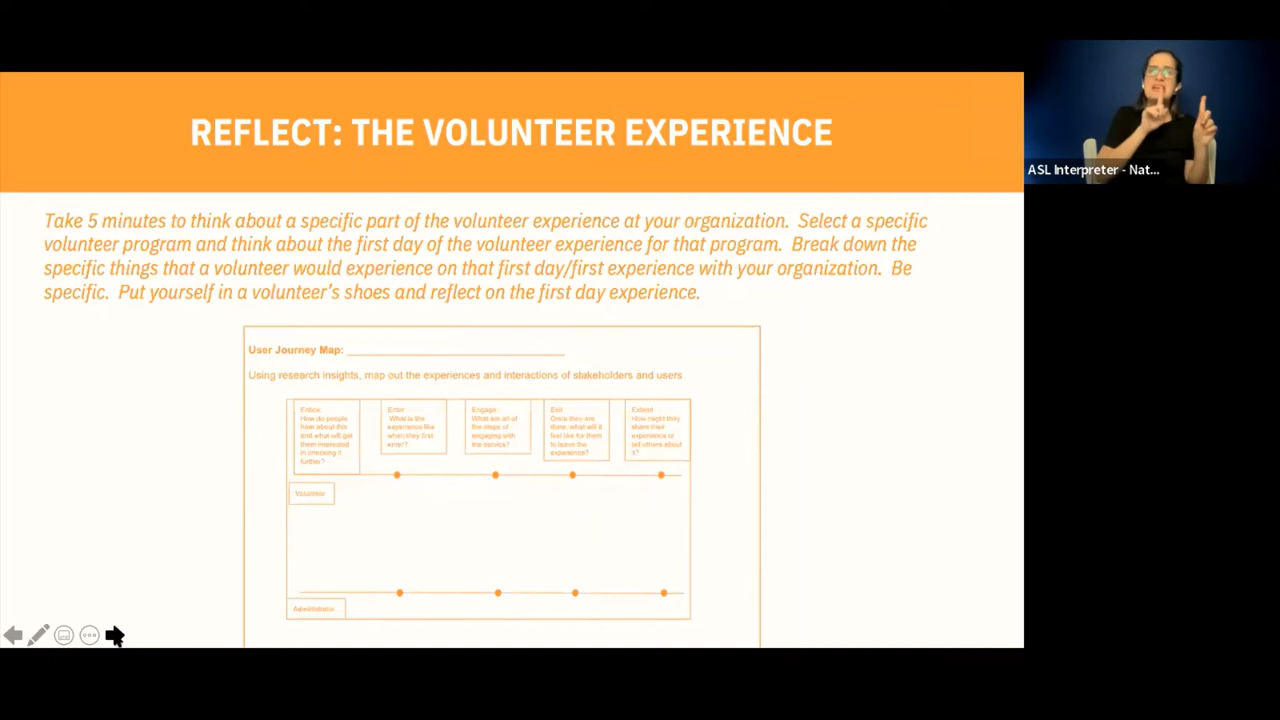 REFLECT: THE VOLUNTEER EXPERIENCE
ASL Interpreter - Nat...
Take 5 minutes to think about a specific part of the volunteer experience at your organization. Select a specific
volunteer program and think about the first day of the volunteer experience for that program. Break down the
specific things that a volunteer would experience on that first day/first experience with your organization. Be
specific. Put yourself in a volunteer's shoes and reflect on the first day experience.
User Journey Map:
Using research insights, map out the experiences and interactions of stakeholders and users
Entice
How do people
hear about this
and what will get
them interested
in checking it
further?
Enter
What is the
experience like
when they first
enter?
Engage
What are all of
the steps of
engaging with
the service?
Exit
Once they are
done, what will it
feel like for them
to leave the
experience?
Extend
How might they
share their
experience or
tell others about
it?
Volunteer
Administrator